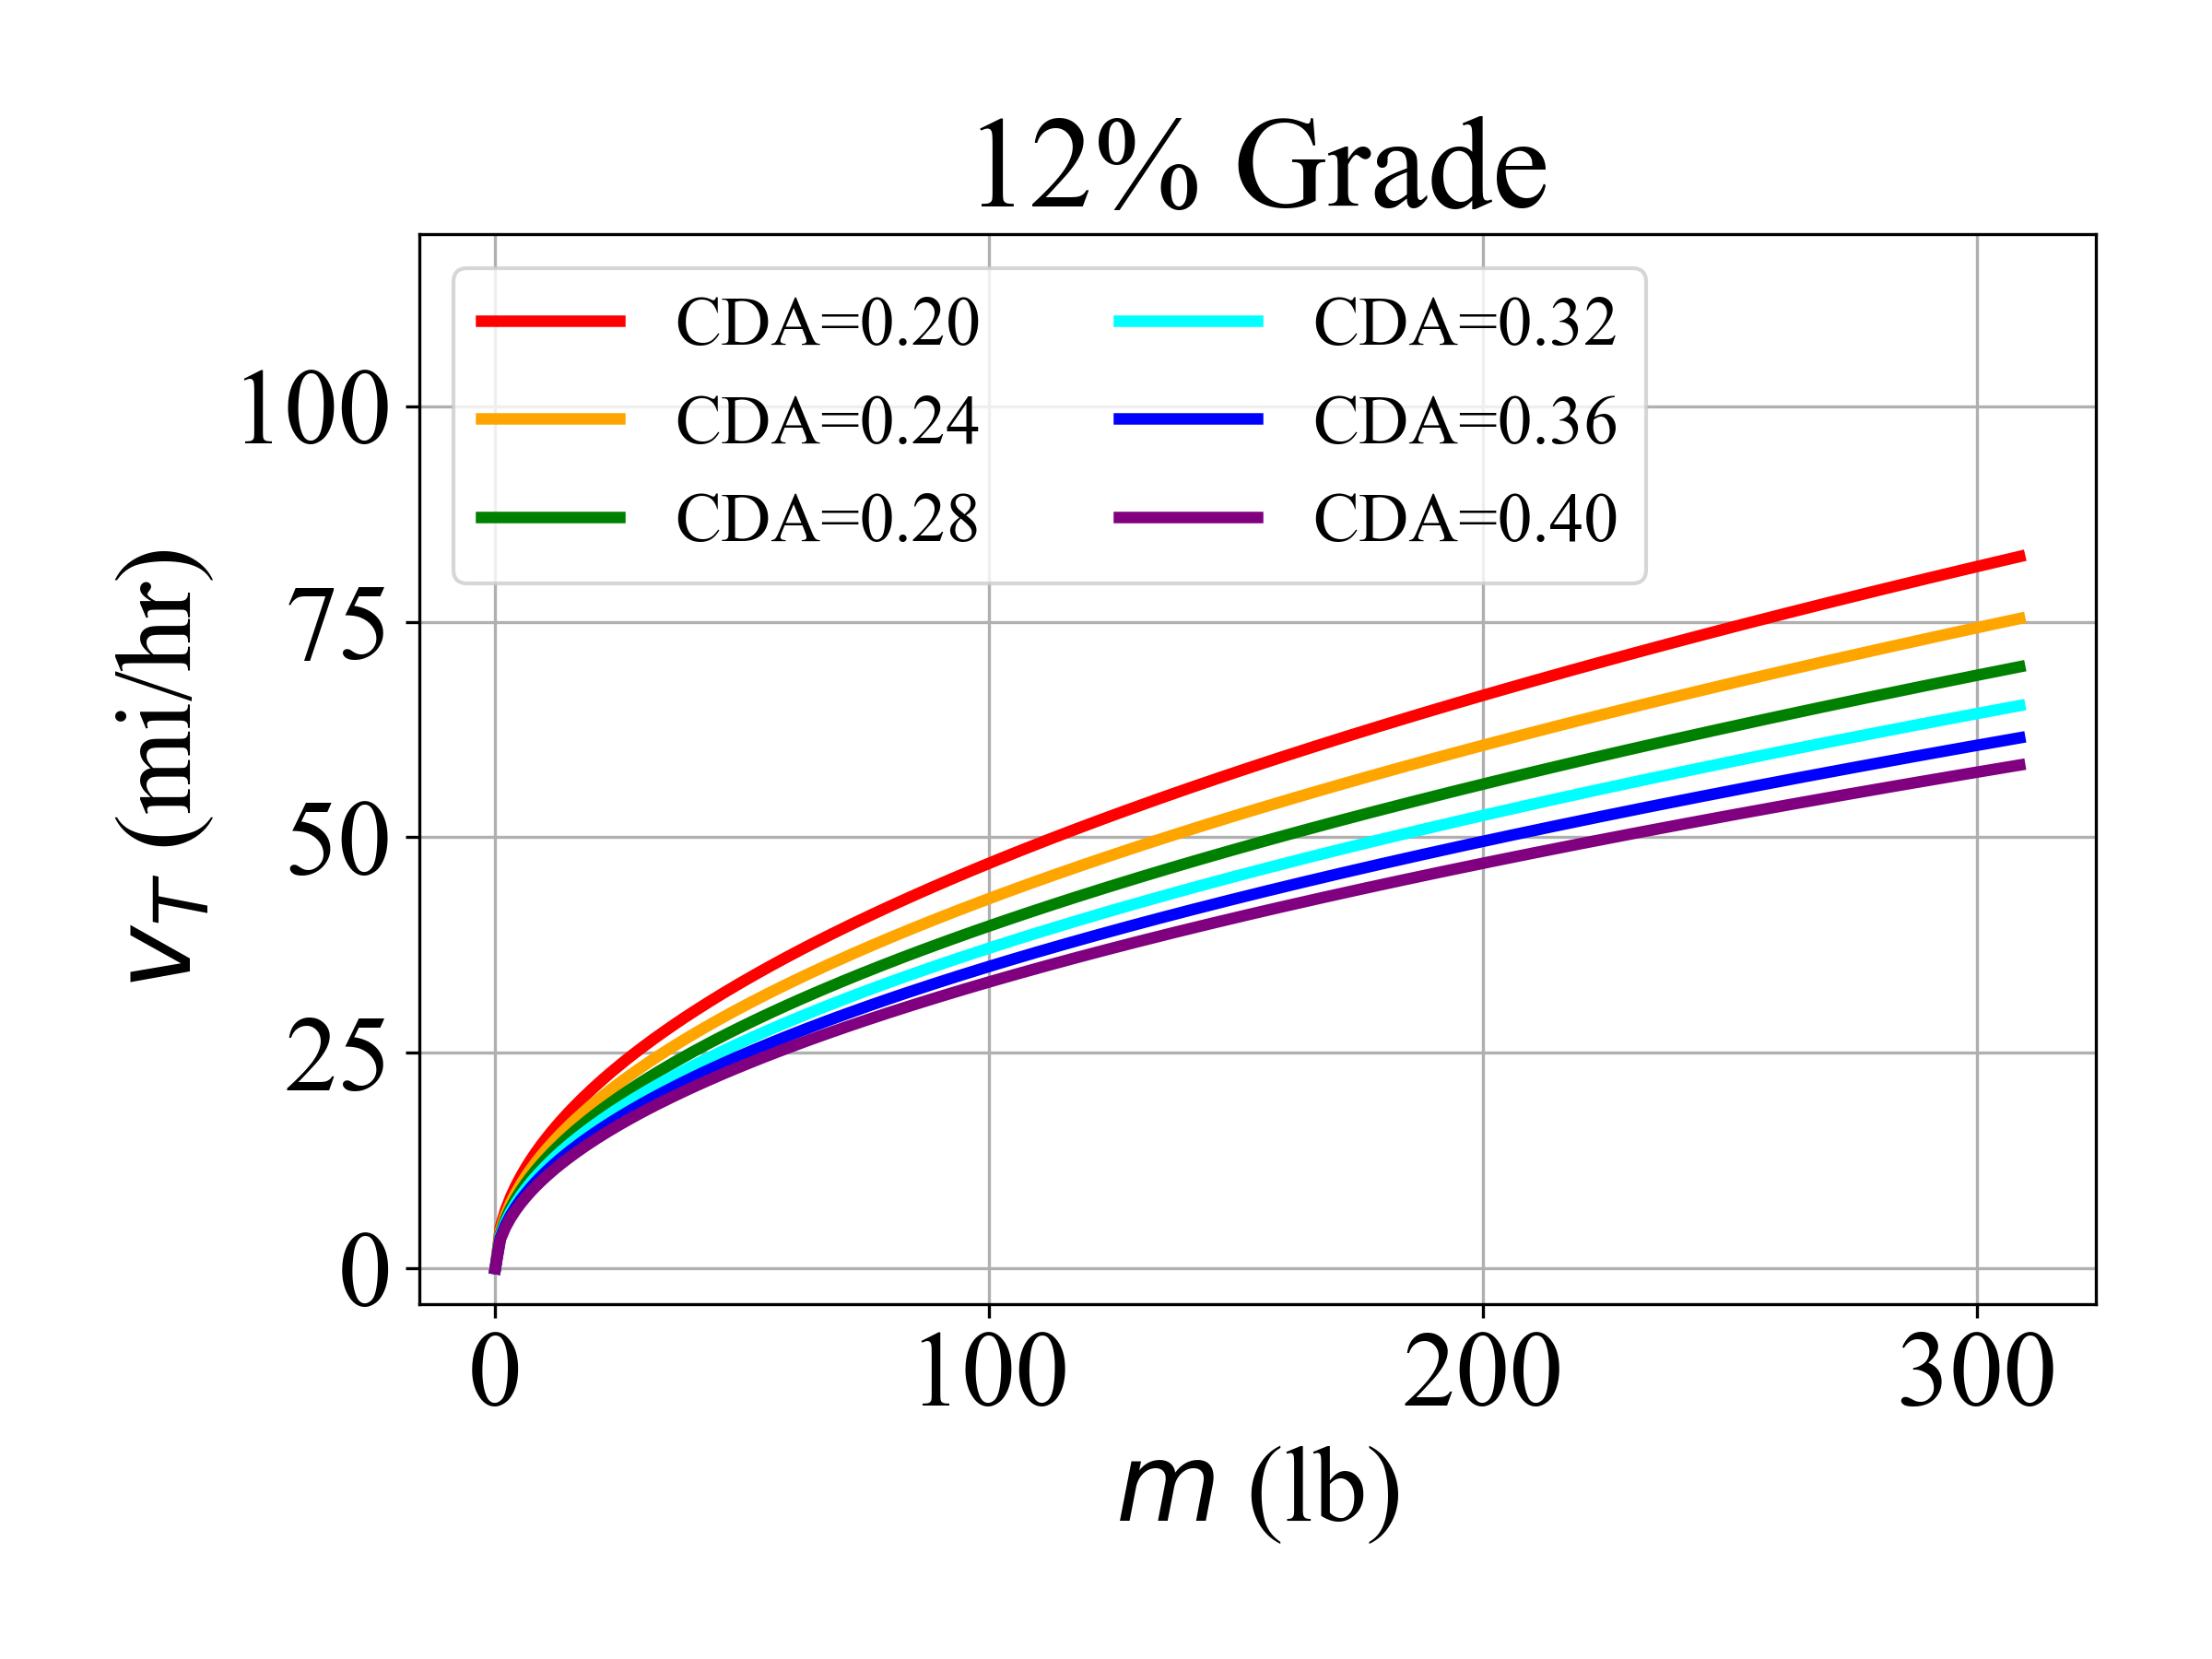 12% Grade
CDA=0.20
CDA=0.24
CDA=0.28
CDA=0.32
CDA=0.36
CDA=0.40
100
75
50
25
0
v_T (mi/hr)
0 100 200 300
m (lb)